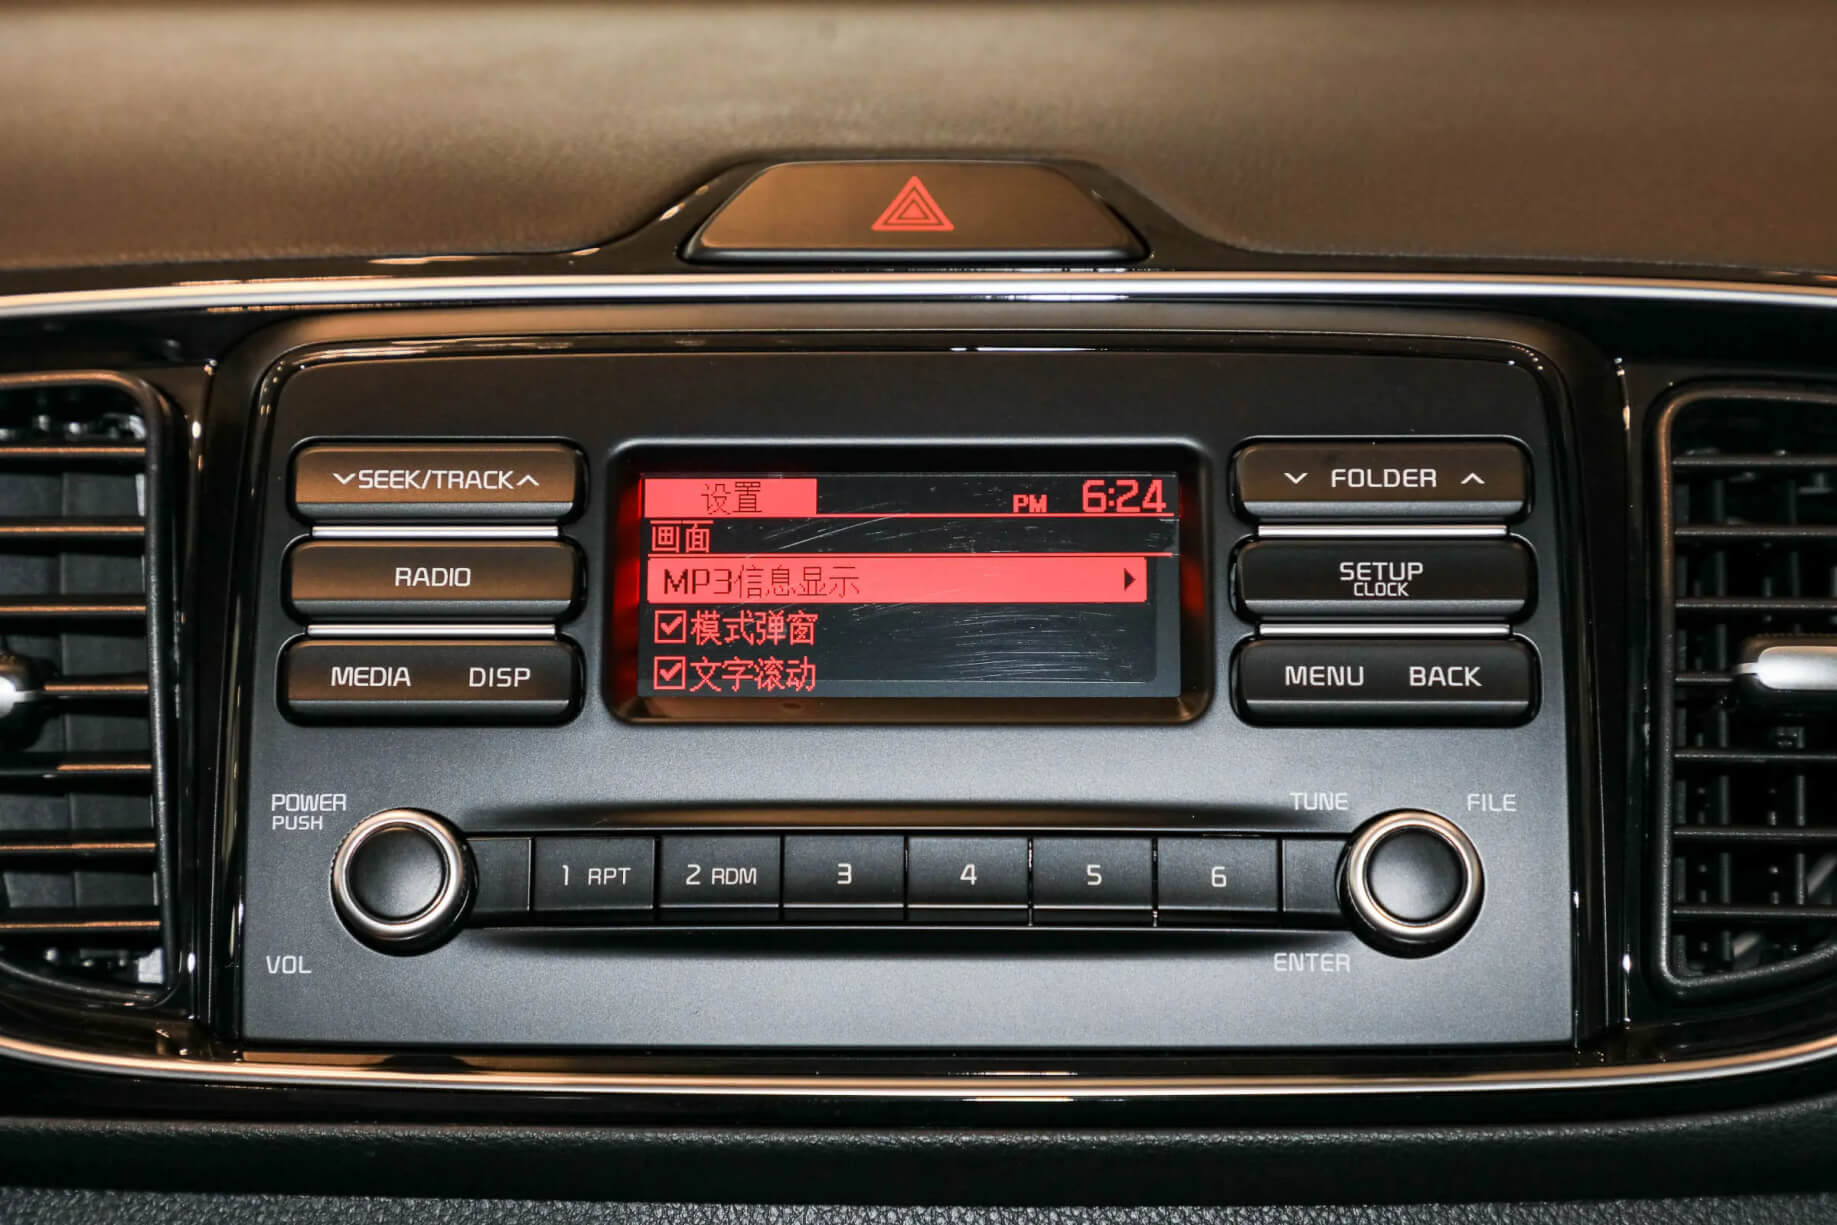 SEEK/TRACK
RADIO
MEDIA DISP
设置 PM 6:24
画面
MP3信息显示
模式弹窗
文字滚动
FOLDER
SETUP
CLOCK
MENU BACK
POWER
PUSH
VOL
1 RPT 2 RDM 3 4 5 6
TUNE FILE
ENTER